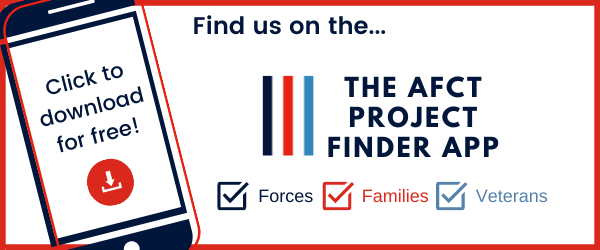 Find us on the...
Click to
download
for free!
THE AFCT
PROJECT
FINDER APP
Forces Families Veterans